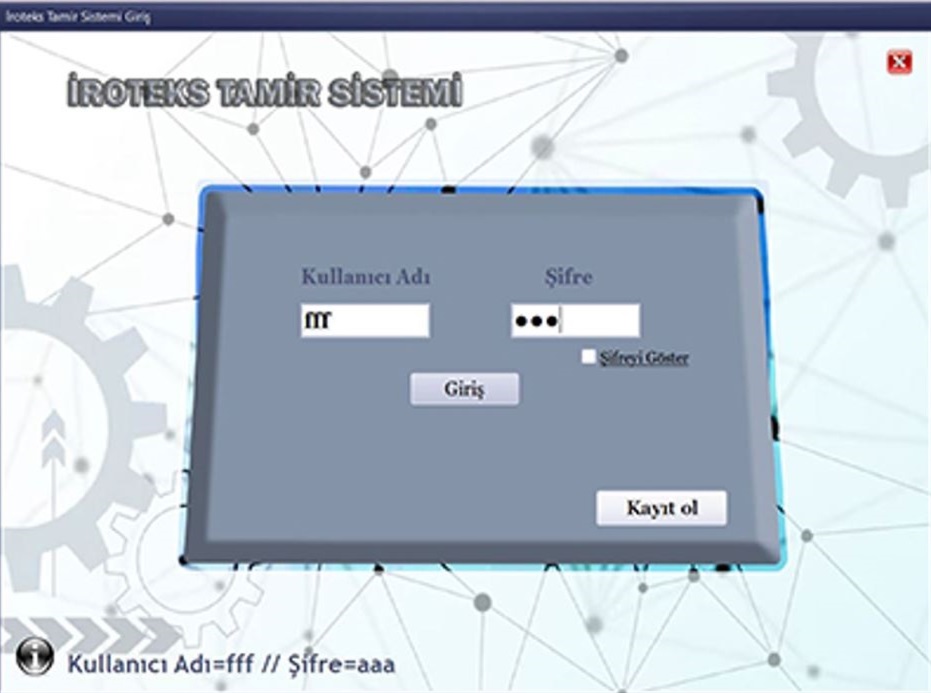 İroteks Tamir Sistemi Giriş
İROTEKS TAMİR SİSTEMİ
Kullanıcı Adı Şifre
fff •••
Şifreyi Göster
Giriş
Kayıt ol
Kullanıcı Adı=fff // Şifre=aaa